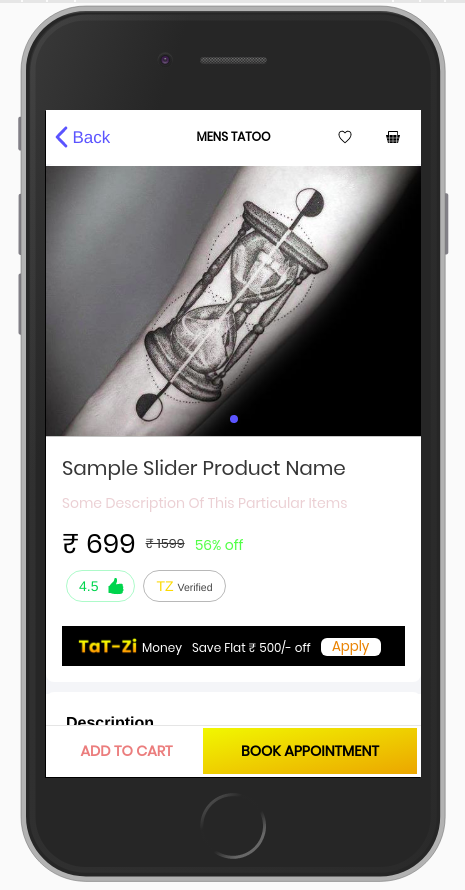 Back
MENS TATOO
Sample Slider Product Name
Some Description Of This Particular Items
₹ 699 ₹ 1599 56% off
4.5 TZ Verified
TaT-Zi Money Save Flat ₹ 500/- off Apply
Description
ADD TO CART BOOK APPOINTMENT